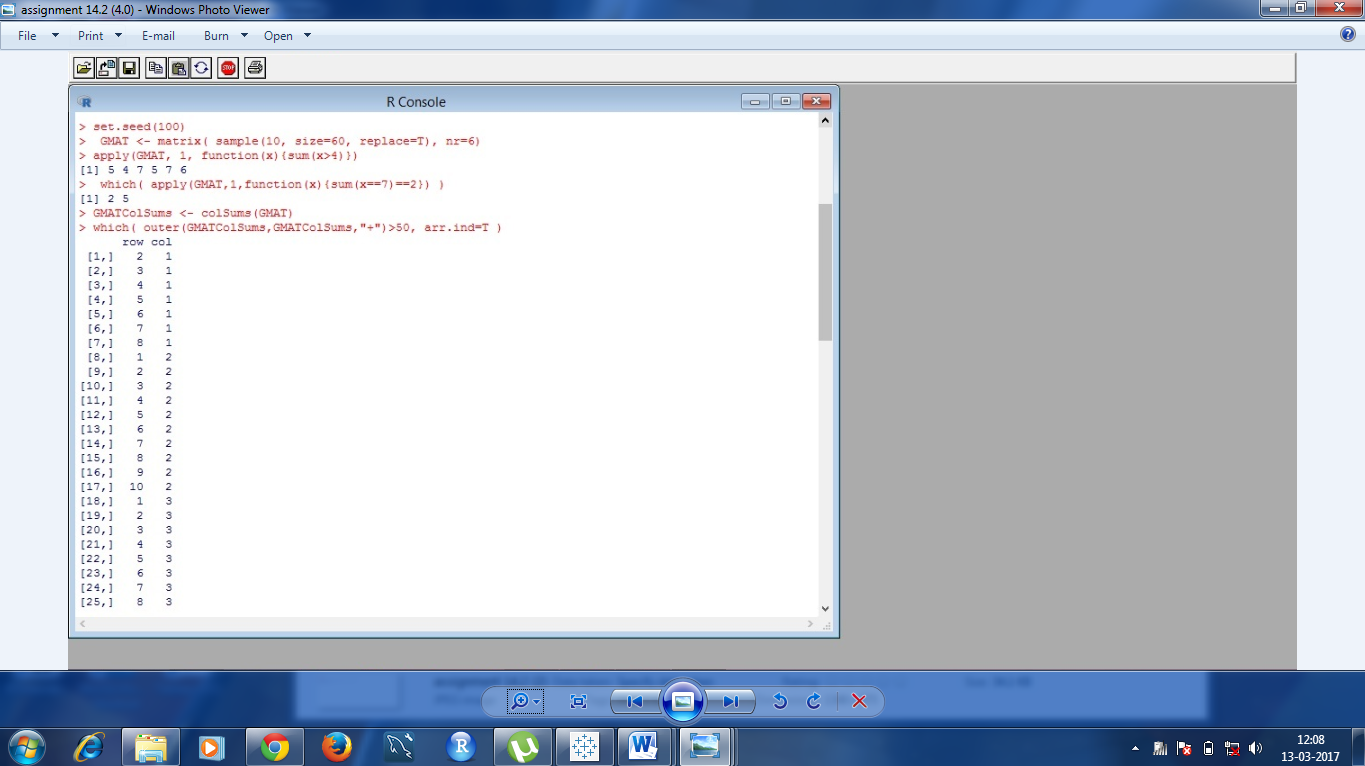 assignment 14.2 (4.0) - Windows Photo Viewer
File Print E-mail Burn Open
R Console
> set.seed(100)
>  GMAT <- matrix( sample(10, size=60, replace=T), nr=6)
> apply(GMAT, 1, function(x){sum(x>4)})
[1] 5 4 7 5 7 6
>  which( apply(GMAT,1,function(x){sum(x==7)==2}) )
[1] 2 5
> GMATColSums <- colSums(GMAT)
> which( outer(GMATColSums,GMATColSums,"+")>50, arr.ind=T )
      row col
 [1,]   2   1
 [2,]   3   1
 [3,]   4   1
 [4,]   5   1
 [5,]   6   1
 [6,]   7   1
 [7,]   8   1
 [8,]   1   2
 [9,]   2   2
[10,]   3   2
[11,]   4   2
[12,]   5   2
[13,]   6   2
[14,]   7   2
[15,]   8   2
[16,]   9   2
[17,]  10   2
[18,]   1   3
[19,]   2   3
[20,]   3   3
[21,]   4   3
[22,]   5   3
[23,]   6   3
[24,]   7   3
[25,]   8   3
12:08
13-03-2017